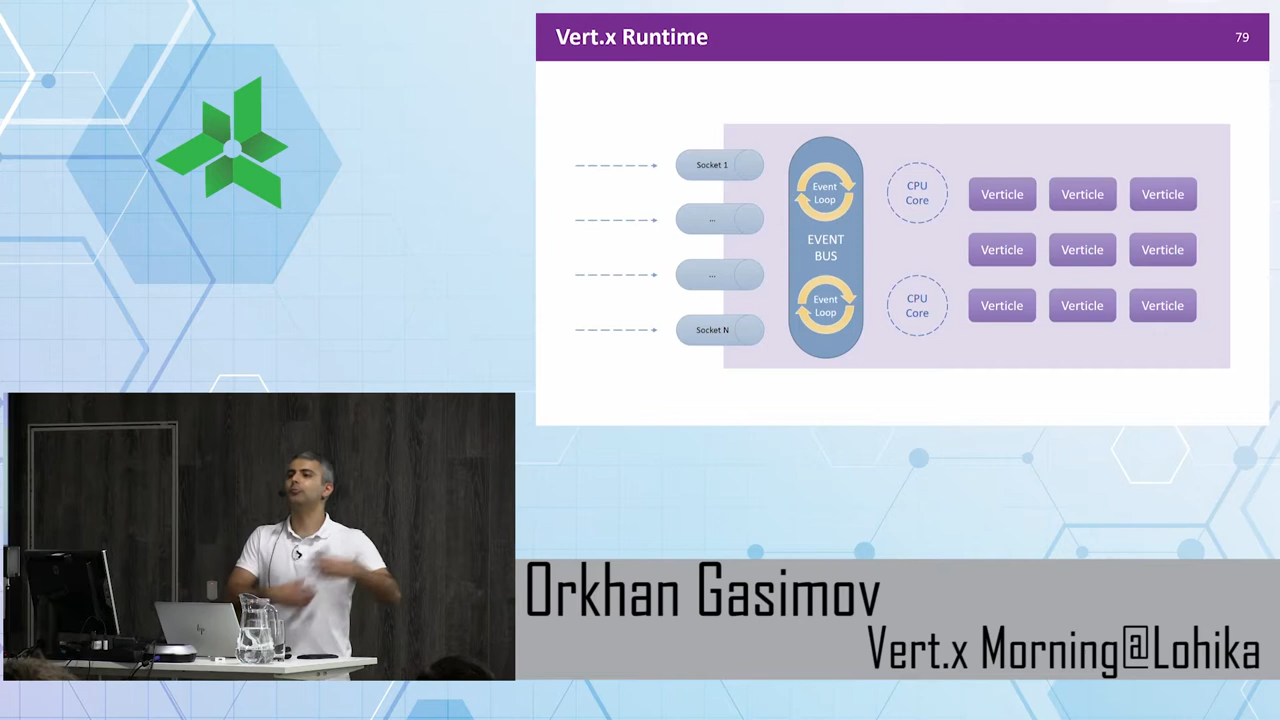 Vert.x Runtime
79
Socket 1
...
...
Socket N
Event
Loop
EVENT
BUS
Event
Loop
CPU
Core
CPU
Core
Verticle Verticle Verticle
Verticle Verticle Verticle
Verticle Verticle Verticle
hp
Orkhan Gasimov
Vert.x Morning@Lohika